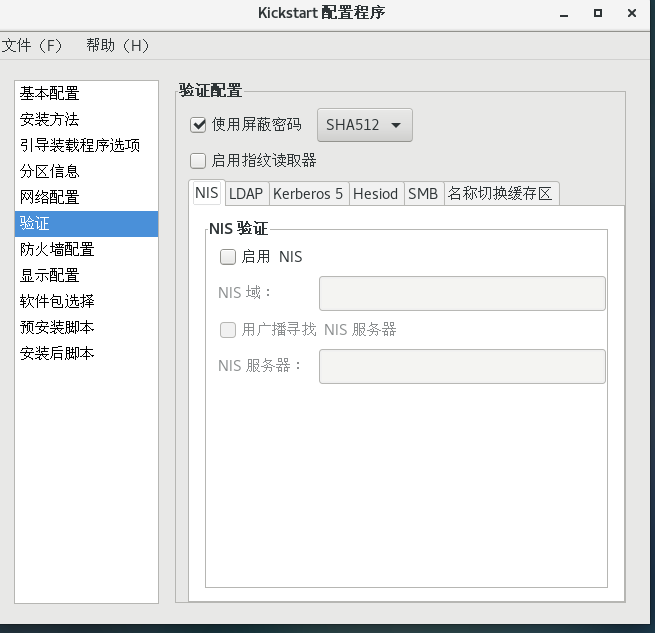 Kickstart 配置程序
文件（F） 帮助（H）
基本配置
安装方法
引导装载程序选项
分区信息
网络配置
验证
防火墙配置
显示配置
软件包选择
预安装脚本
安装后脚本
验证配置
使用屏蔽密码 SHA512
启用指纹读取器
NIS LDAP Kerberos 5 Hesiod SMB 名称切换缓存区
NIS 验证
启用 NIS
NIS 域：
用广播寻找 NIS 服务器
NIS 服务器：